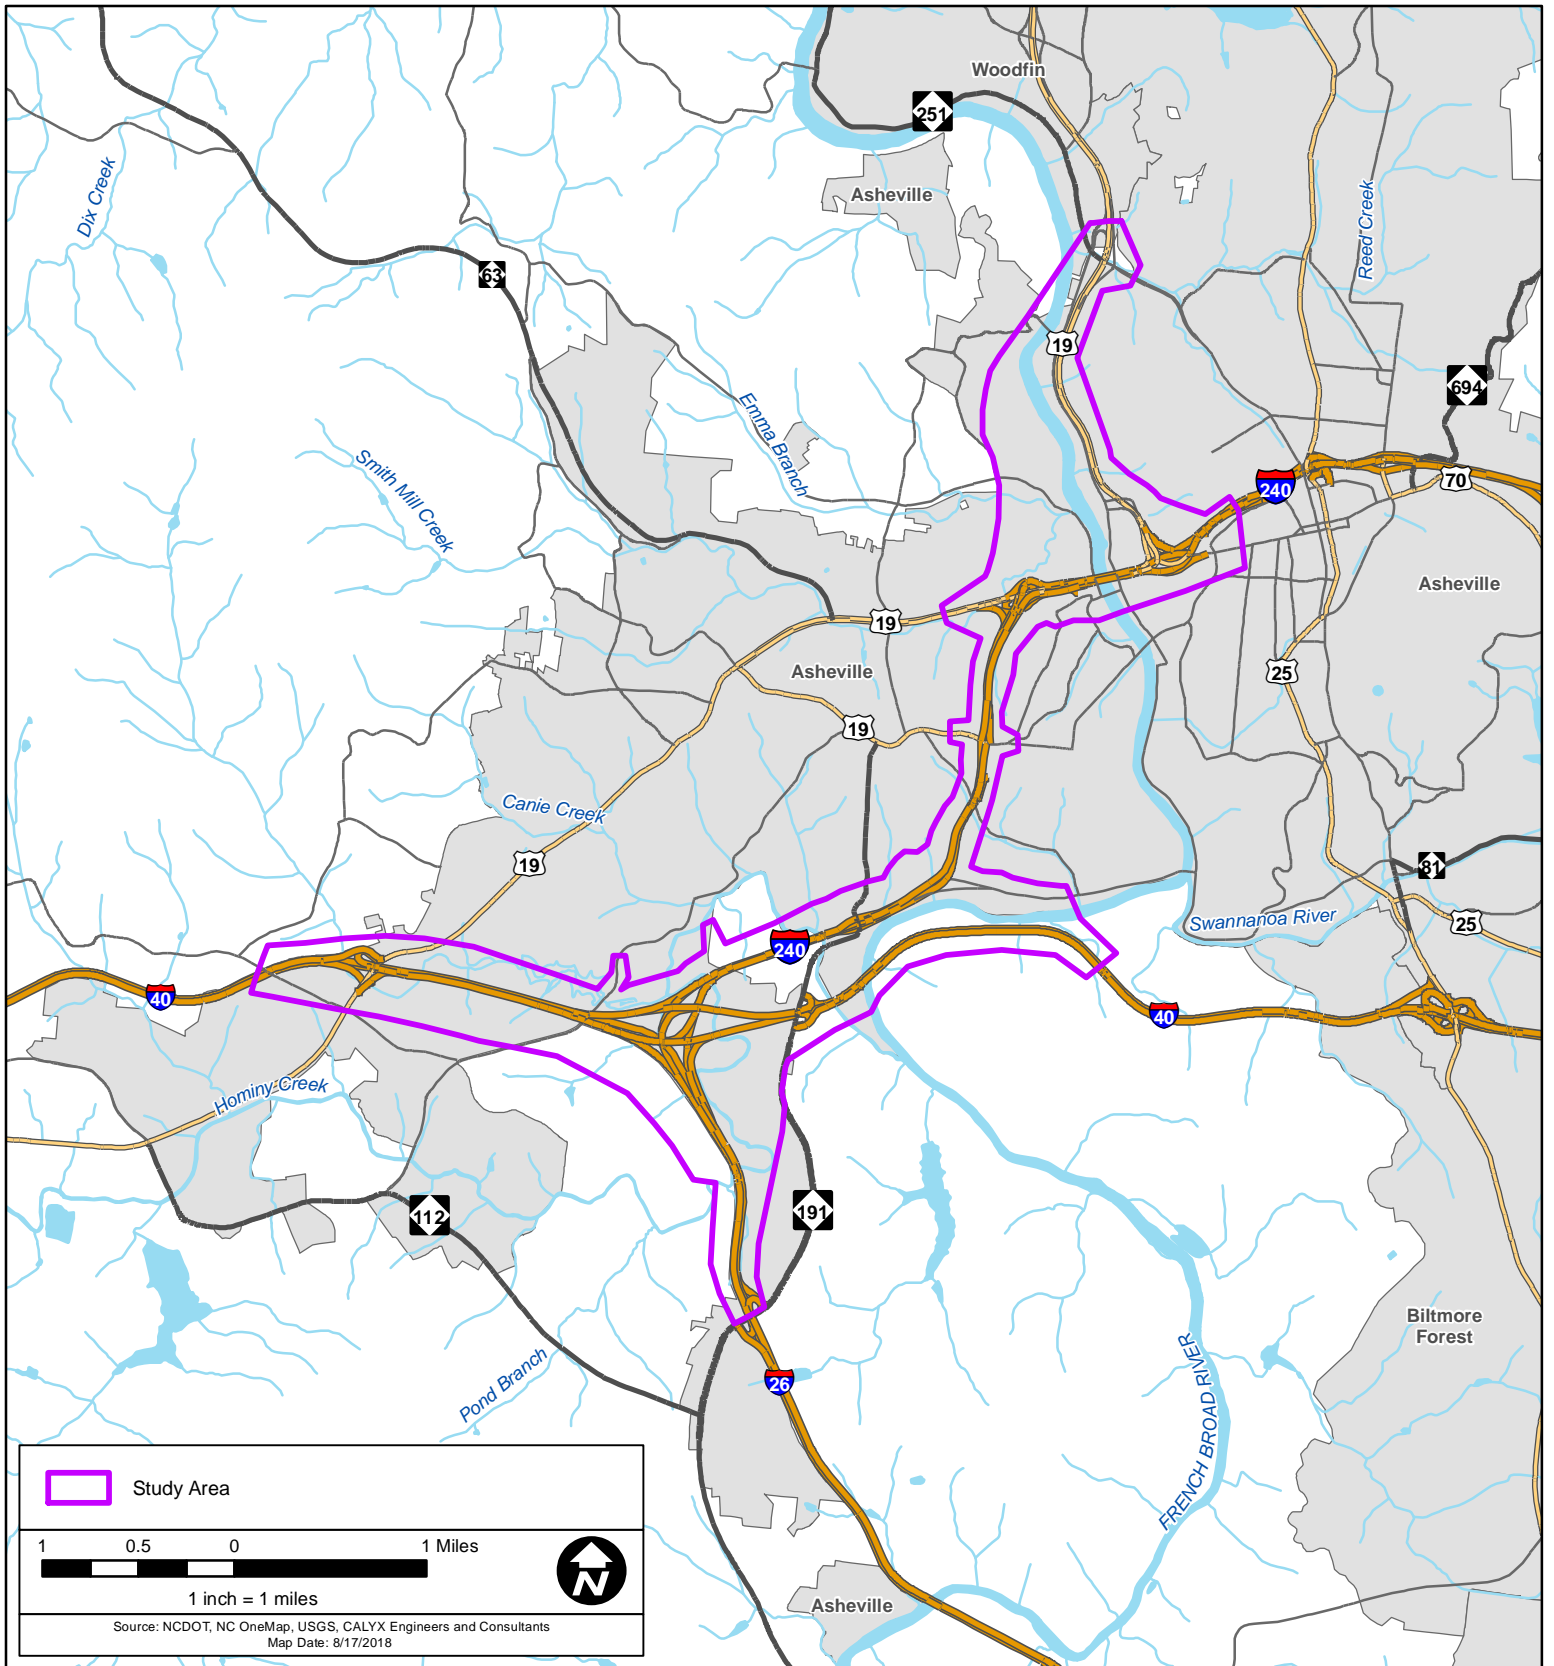 Woodfin
251
Asheville
Dix Creek
Reed Creek
63
19
694
Emma Branch
Smith Mill Creek
240
70
Asheville
19
Asheville
25
19
Canie Creek
19
81
Swannanoa River
25
240
40
40
Hominy Creek
112
191
Biltmore
Forest
Pond Branch
26
FRENCH BROAD RIVER
Asheville
Study Area
1 0.5 0 1 Miles
1 inch = 1 miles
N
Source: NCDOT, NC OneMap, USGS, CALYX Engineers and Consultants
Map Date: 8/17/2018